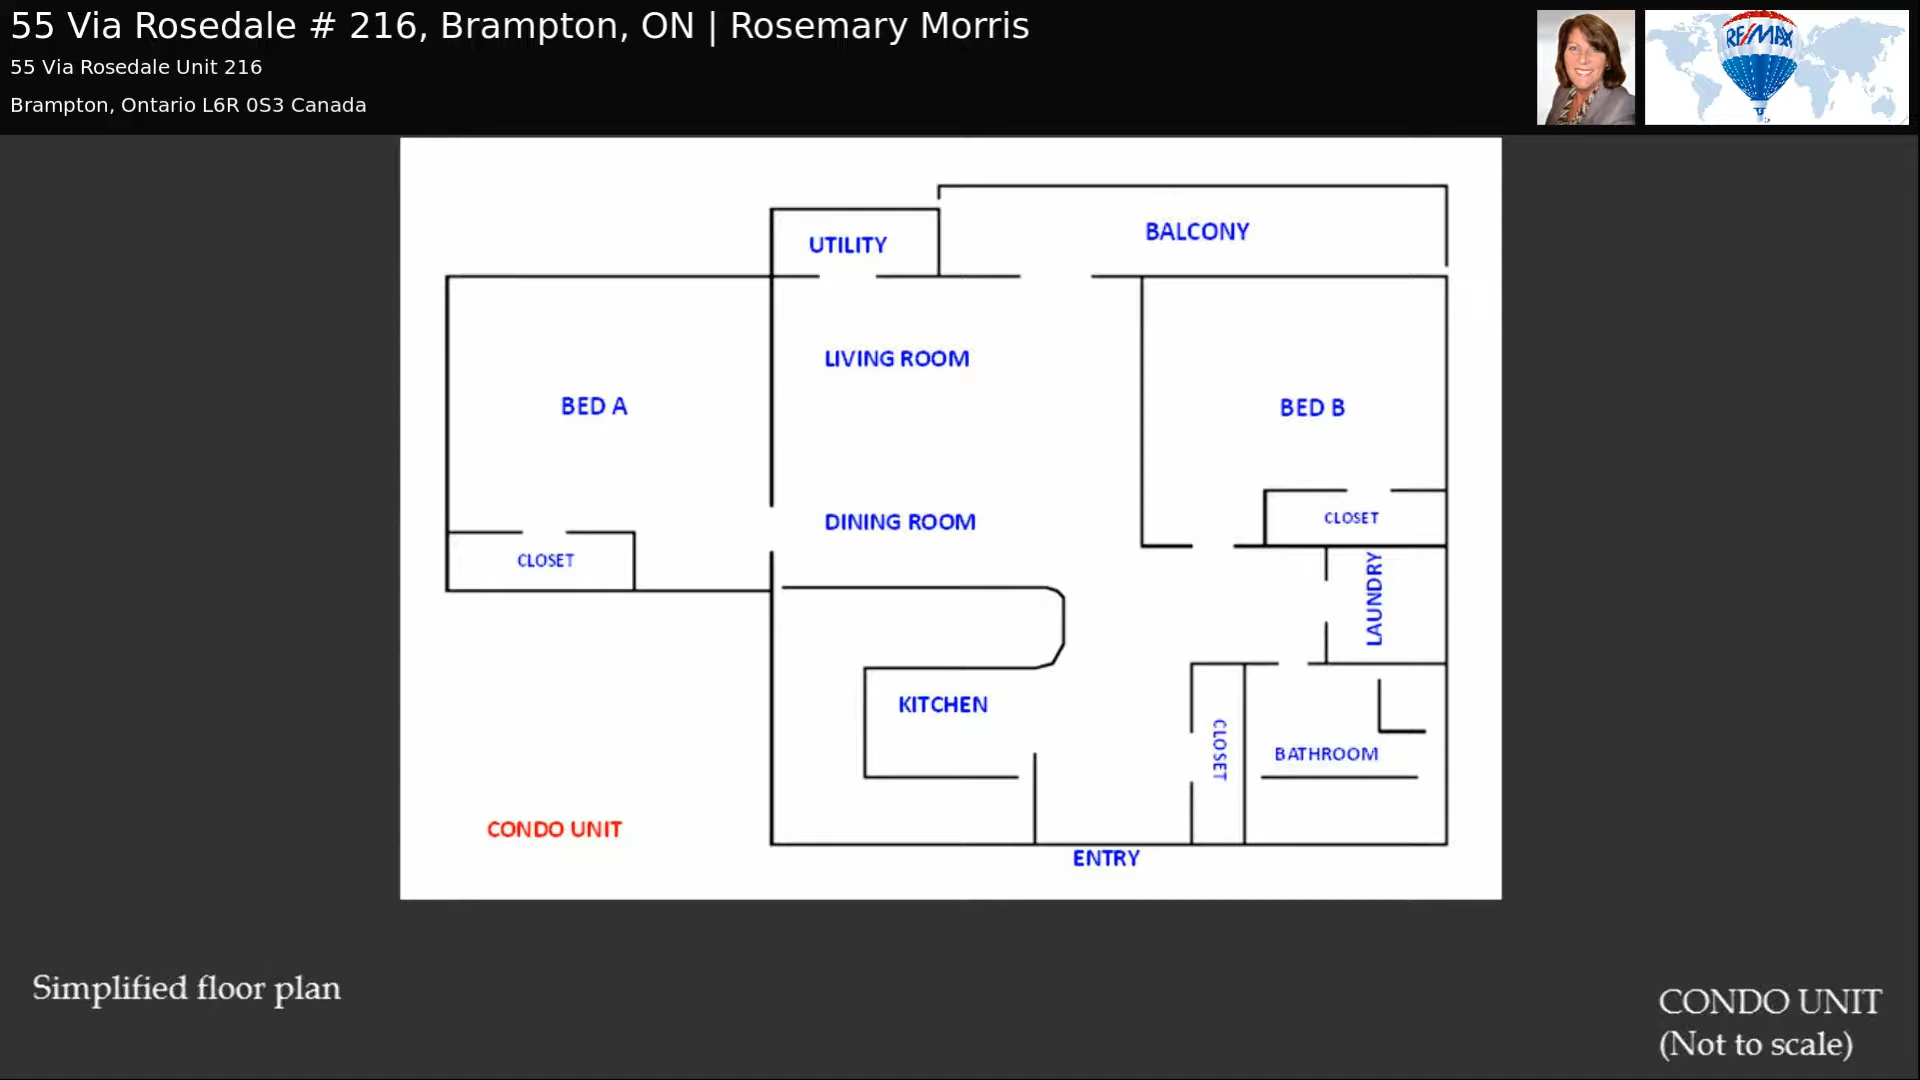 55 Via Rosedale # 216, Brampton, ON | Rosemary Morris
55 Via Rosedale Unit 216
Brampton, Ontario L6R 0S3 Canada
RE/MAX
BALCONY
UTILITY
LIVING ROOM
BED A
BED B
CLOSET
DINING ROOM
CLOSET
LAUNDRY
KITCHEN
CLOSET
BATHROOM
CONDO UNIT
ENTRY
Simplified floor plan
CONDO UNIT
(Not to scale)